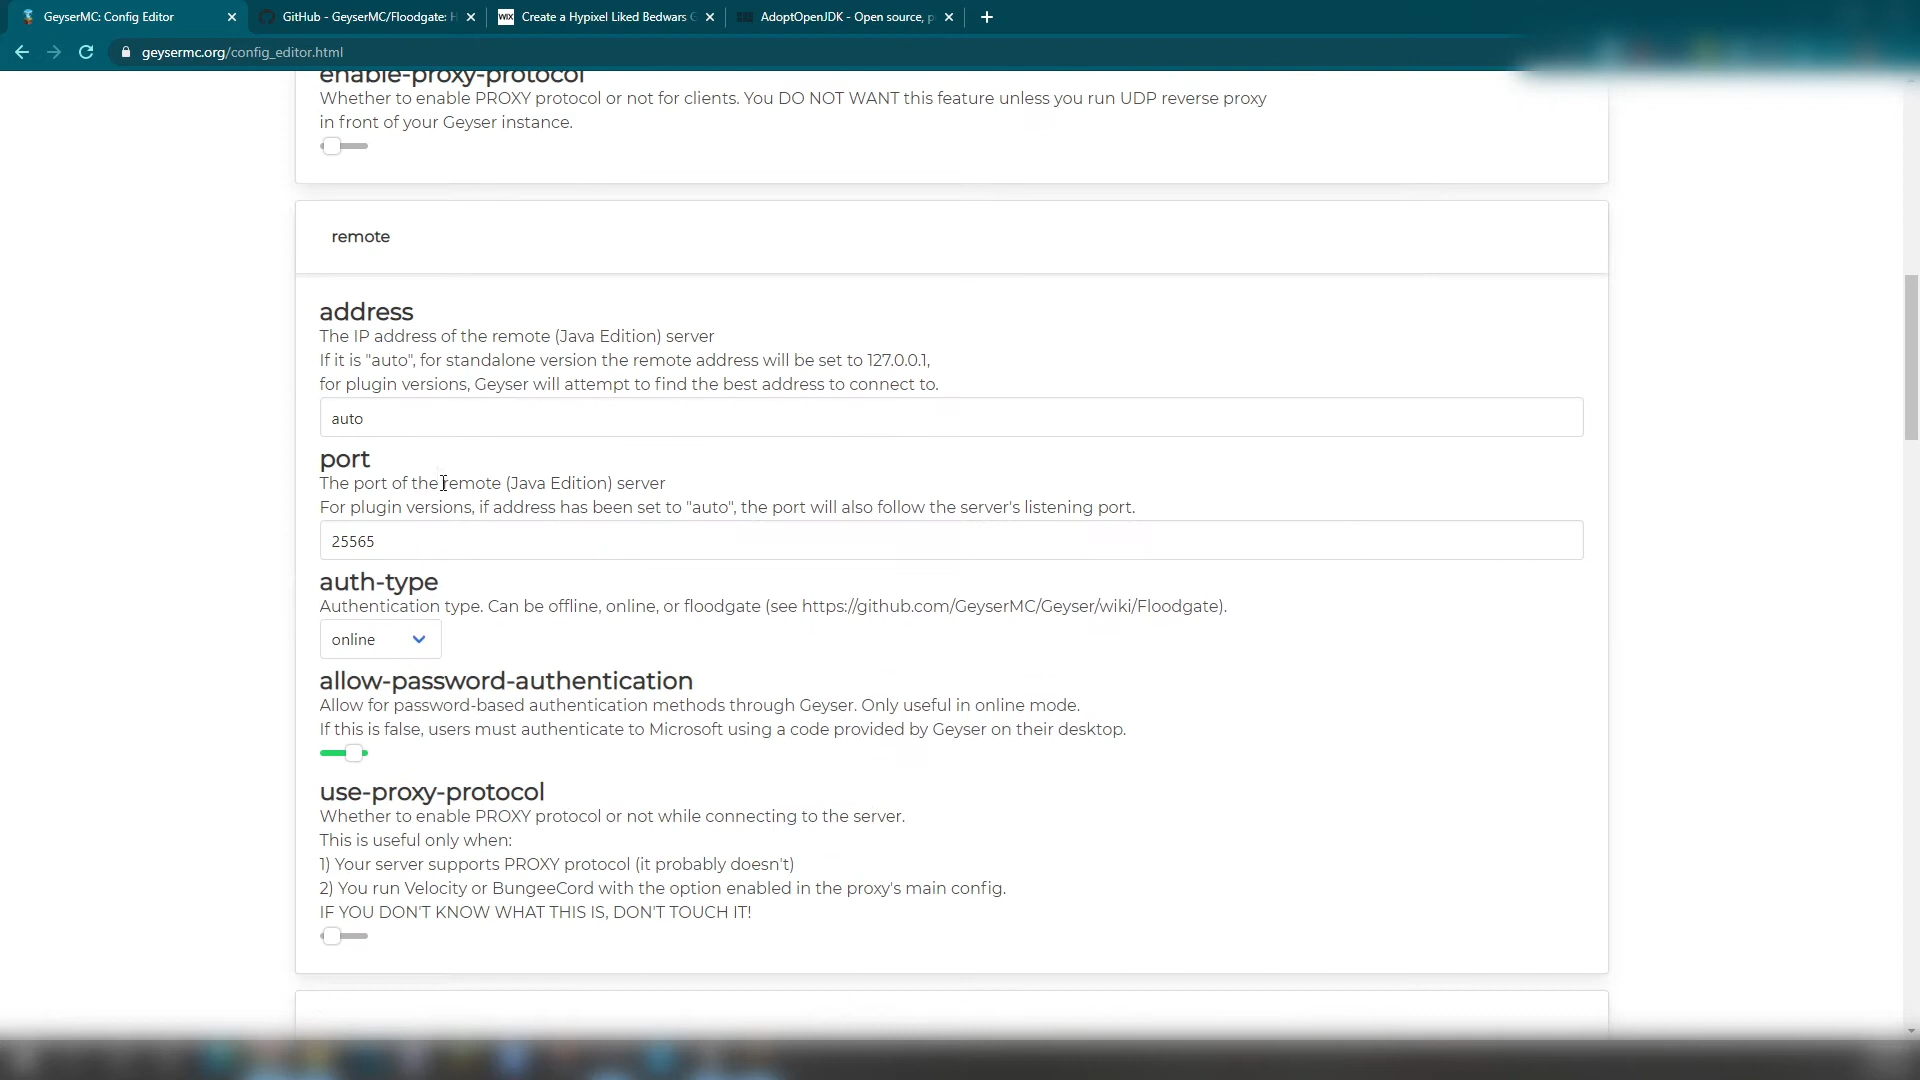 GeyserMC: Config Editor
GitHub - GeyserMC/Floodgate: H
WIX
Create a Hypixel Liked Bedwars G
AdoptOpenJDK - Open source, p
geysermc.org/config_editor.html
enable-proxy-protocol
Whether to enable PROXY protocol or not for clients. You DO NOT WANT this feature unless you run UDP reverse proxy
in front of your Geyser instance.
remote
address
The IP address of the remote (Java Edition) server
If it is "auto", for standalone version the remote address will be set to 127.0.0.1,
for plugin versions, Geyser will attempt to find the best address to connect to.
auto
port
The port of the remote (Java Edition) server
For plugin versions, if address has been set to "auto", the port will also follow the server's listening port.
25565
auth-type
Authentication type. Can be offline, online, or floodgate (see https://github.com/GeyserMC/Geyser/wiki/Floodgate).
online
allow-password-authentication
Allow for password-based authentication methods through Geyser. Only useful in online mode.
If this is false, users must authenticate to Microsoft using a code provided by Geyser on their desktop.
use-proxy-protocol
Whether to enable PROXY protocol or not while connecting to the server.
This is useful only when:
1) Your server supports PROXY protocol (it probably doesn't)
2) You run Velocity or BungeeCord with the option enabled in the proxy's main config.
IF YOU DON'T KNOW WHAT THIS IS, DON'T TOUCH IT!